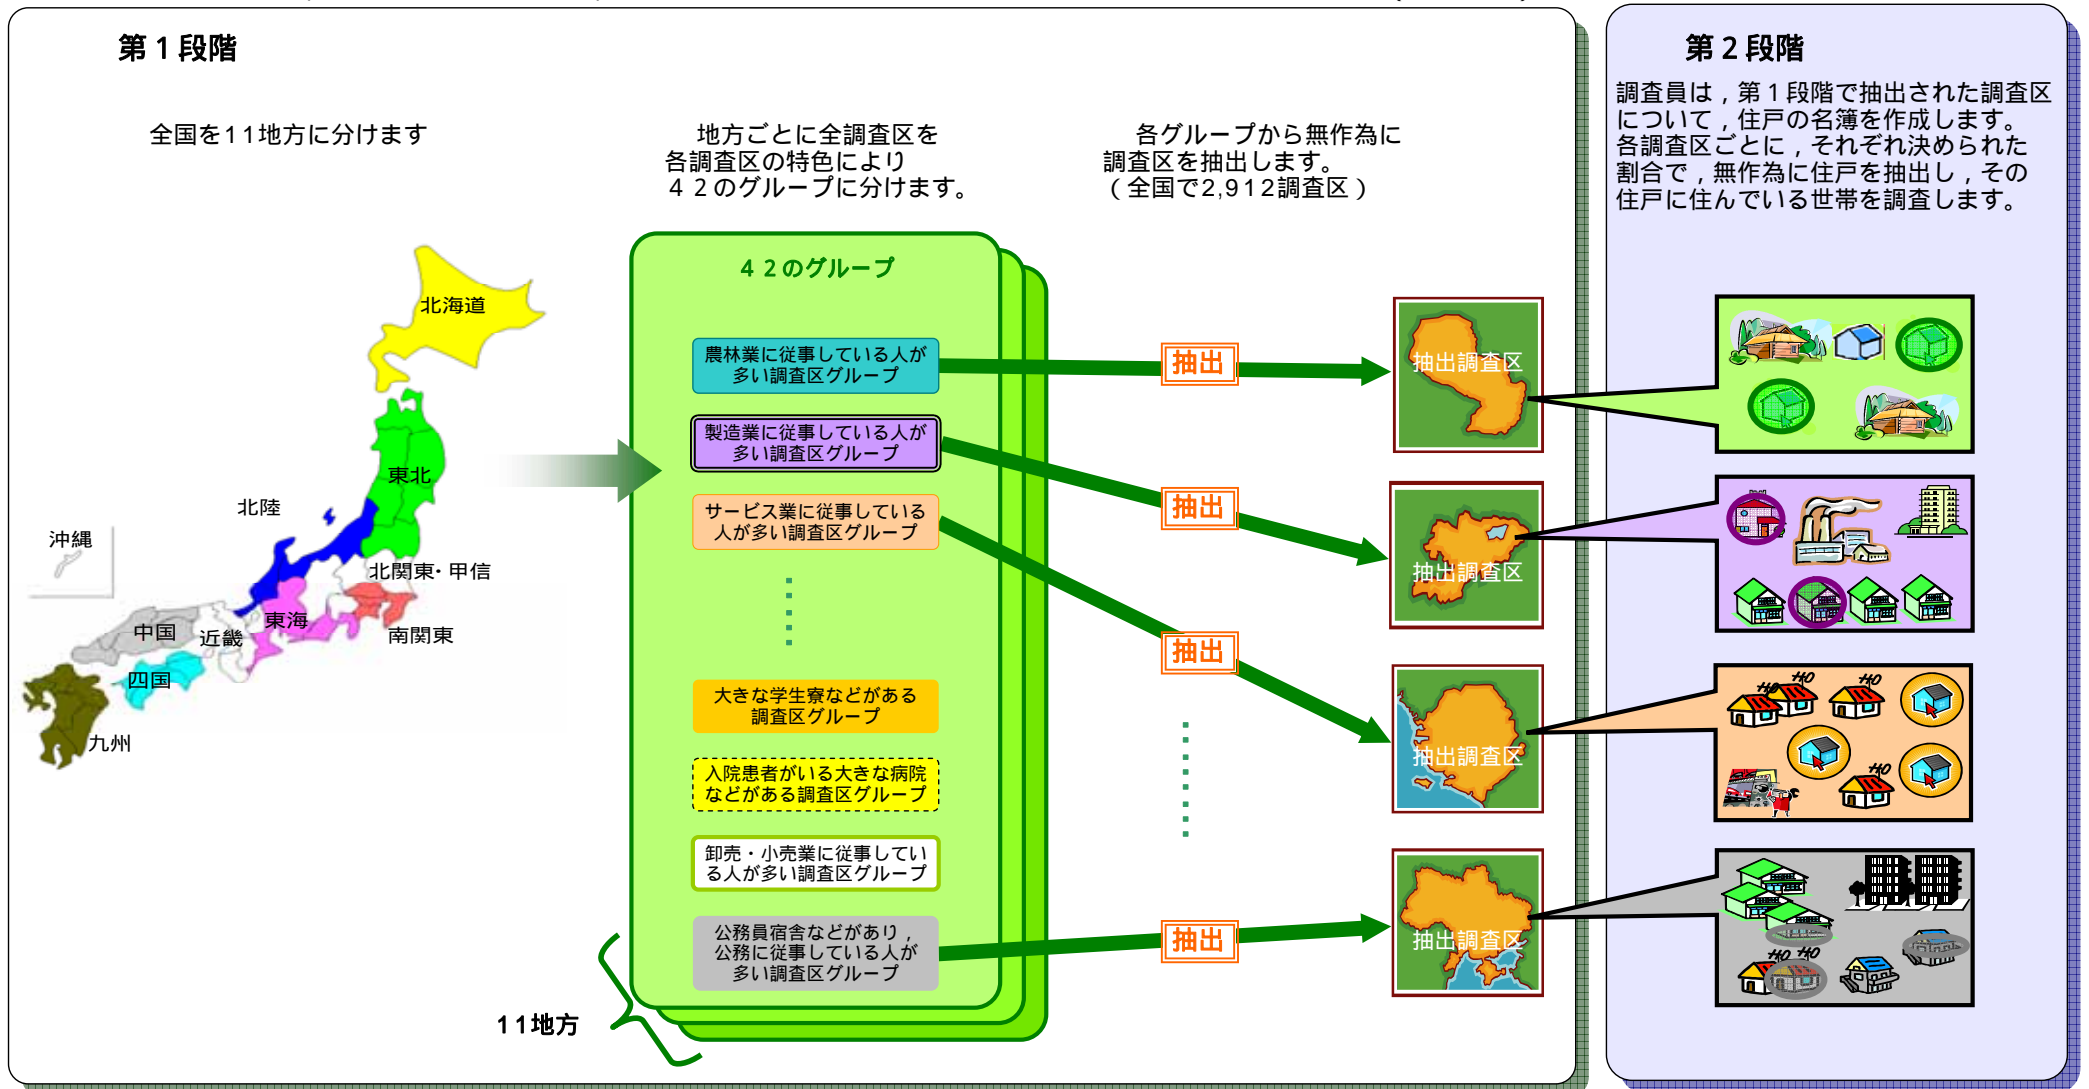 第1段階
全国を11地方に分けます
地方ごとに全調査区を
各調査区の特色により
42のグループに分けます。
各グループから無作為に
調査区を抽出します。
(全国で2,912調査区)
北海道
東北
北陸
沖縄
北関東・甲信
東海
南関東
中国
近畿
四国
九州
42のグループ
農林業に従事している人が
多い調査区グループ
製造業に従事している人が
多い調査区グループ
サービス業に従事している
人が多い調査区グループ
大きな学生寮などがある
調査区グループ
入院患者がいる大きな病院
などがある調査区グループ
卸売・小売業に従事してい
る人が多い調査区グループ
公務員宿舎などがあり,
公務に従事している人が
多い調査区グループ
11地方
抽出
抽出
抽出
抽出
抽出調査区
抽出調査区
抽出調査区
抽出調査区
第2段階
調査員は,第1段階で抽出された調査区
について,住戸の名簿を作成します。
各調査区ごとに,それぞれ決められた
割合で,無作為に住戸を抽出し,その
住戸に住んでいる世帯を調査します。